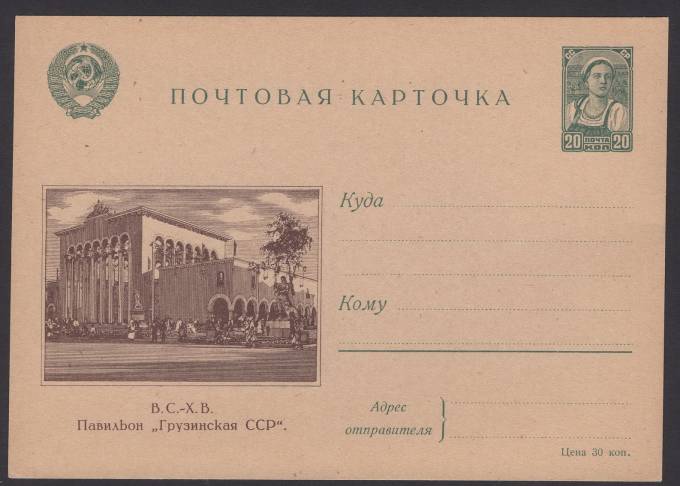 ПОЧТОВАЯ КАРТОЧКА
20 ПОЧТА КОП 20
Куда
Кому
В.С.-Х.В.
Павильон „Грузинская ССР“.
Адрес
отправителя
Цена 30 коп.